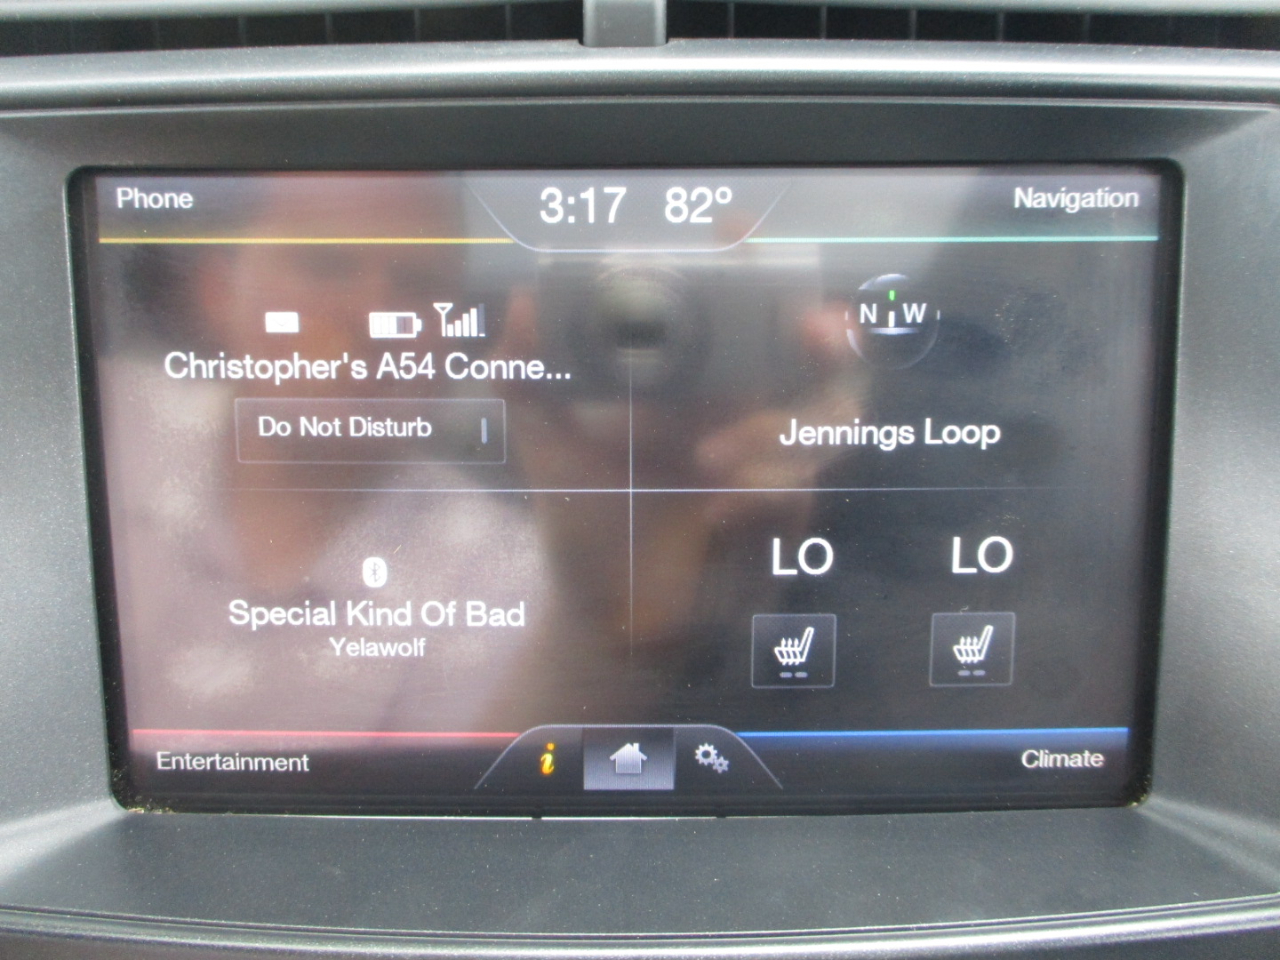 Phone
3:17 82°
Navigation
Christopher's A54 Conne...
Do Not Disturb
N W
Jennings Loop
Special Kind Of Bad
Yelawolf
LO LO
Entertainment
i
Climate